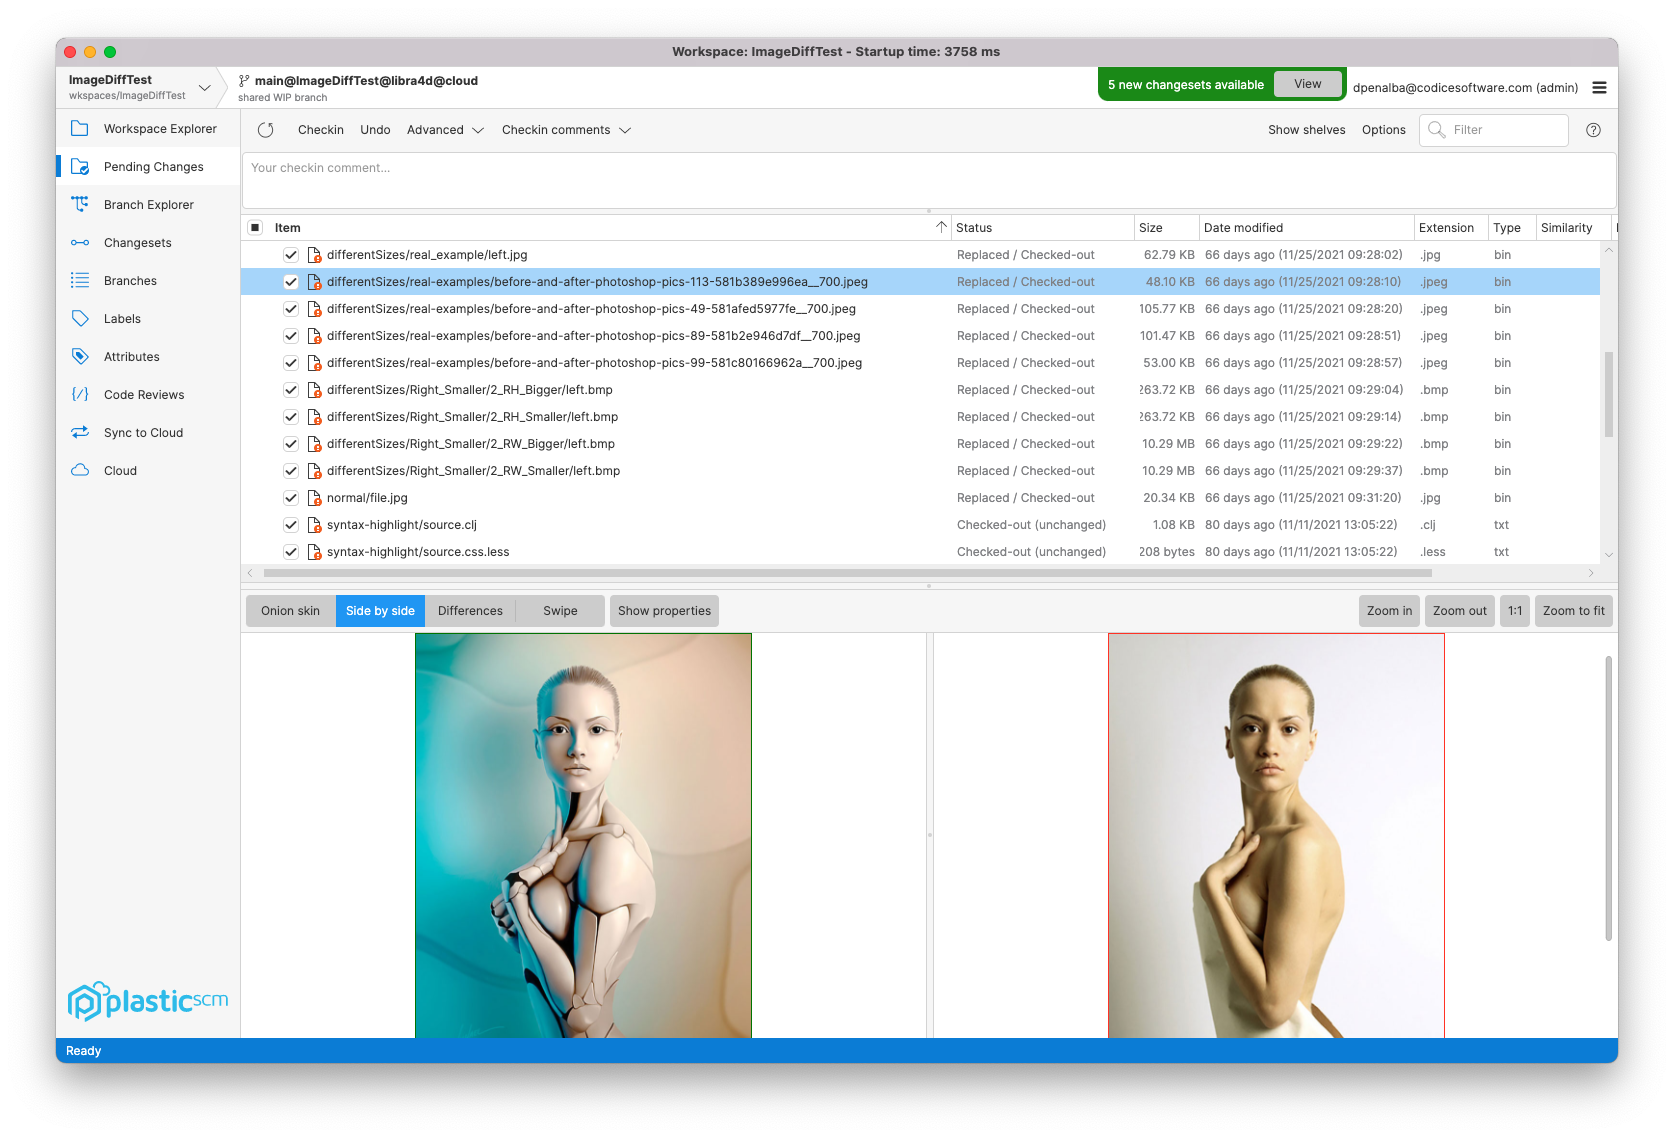 Workspace: ImageDiffTest - Startup time: 3758 ms
ImageDiffTest
wkspaces/ImageDiffTest
main@ImageDiffTest@libra4d@cloud
shared WIP branch
5 new changesets available View
dpenalba@codicesoftware.com (admin)
Workspace Explorer
Pending Changes
Branch Explorer
Changesets
Branches
Labels
Attributes
Code Reviews
Sync to Cloud
Cloud
Checkin Undo Advanced Checkin comments Show shelves Options Filter ?
Your checkin comment...
Item Status Size Date modified Extension Type Similarity
differentSizes/real_example/left.jpg Replaced / Checked-out 62.79 KB 66 days ago (11/25/2021 09:28:02) .jpg bin
differentSizes/real-examples/before-and-after-photoshop-pics-113-581b389e996ea__700.jpeg Replaced / Checked-out 48.10 KB 66 days ago (11/25/2021 09:28:10) .jpeg bin
differentSizes/real-examples/before-and-after-photoshop-pics-49-581afed5977fe__700.jpeg Replaced / Checked-out 105.77 KB 66 days ago (11/25/2021 09:28:20) .jpeg bin
differentSizes/real-examples/before-and-after-photoshop-pics-89-581b2e946d7df__700.jpeg Replaced / Checked-out 101.47 KB 66 days ago (11/25/2021 09:28:51) .jpeg bin
differentSizes/real-examples/before-and-after-photoshop-pics-99-581c80166962a__700.jpeg Replaced / Checked-out 53.00 KB 66 days ago (11/25/2021 09:28:57) .jpeg bin
differentSizes/Right_Smaller/2_RH_Bigger/left.bmp Replaced / Checked-out 263.72 KB 66 days ago (11/25/2021 09:29:04) .bmp bin
differentSizes/Right_Smaller/2_RH_Smaller/left.bmp Replaced / Checked-out 263.72 KB 66 days ago (11/25/2021 09:29:14) .bmp bin
differentSizes/Right_Smaller/2_RW_Bigger/left.bmp Replaced / Checked-out 10.29 MB 66 days ago (11/25/2021 09:29:22) .bmp bin
differentSizes/Right_Smaller/2_RW_Smaller/left.bmp Replaced / Checked-out 10.29 MB 66 days ago (11/25/2021 09:29:37) .bmp bin
normal/file.jpg Replaced / Checked-out 20.34 KB 66 days ago (11/25/2021 09:31:20) .jpg bin
syntax-highlight/source.clj Checked-out (unchanged) 1.08 KB 80 days ago (11/11/2021 13:05:22) .clj txt
syntax-highlight/source.css.less Checked-out (unchanged) 208 bytes 80 days ago (11/11/2021 13:05:22) .less txt
Onion skin Side by side Differences Swipe Show properties Zoom in Zoom out 1:1 Zoom to fit
plastic scm
Ready